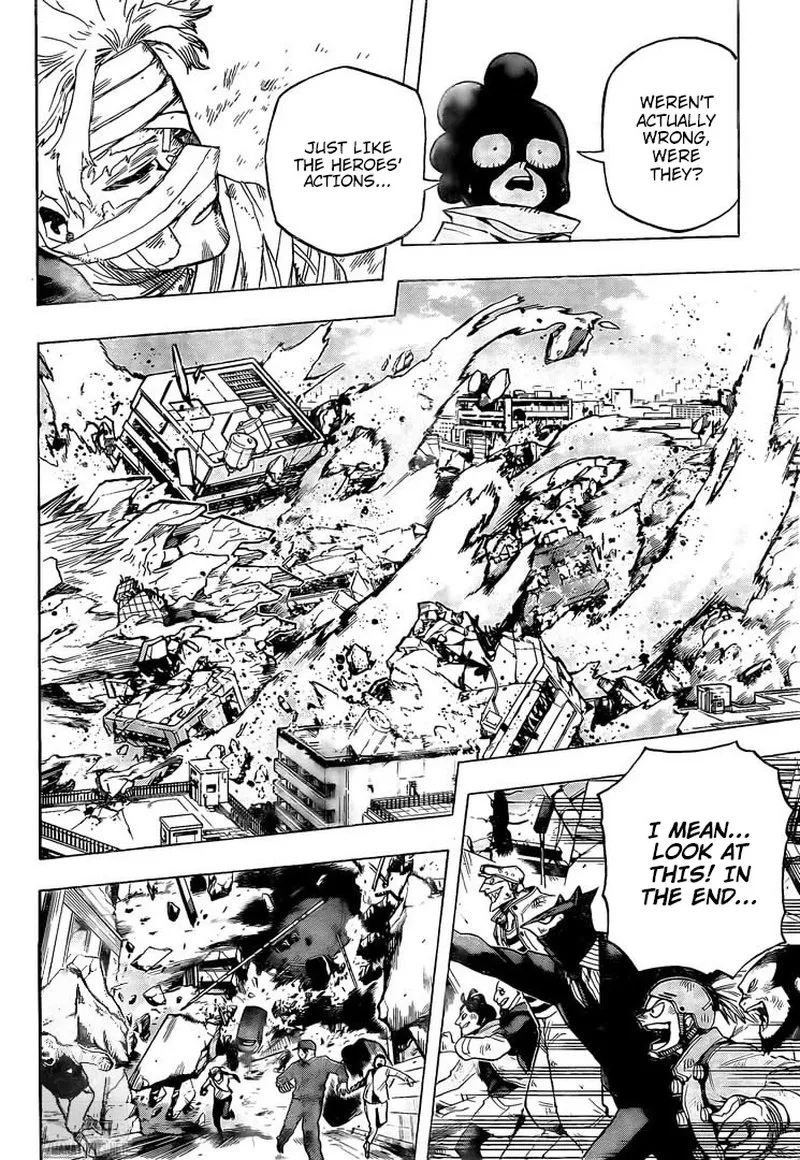 WEREN'T
ACTUALLY
WRONG,
WERE
THEY?
JUST LIKE
THE HEROES'
ACTIONS...
I MEAN...
LOOK AT
THIS! IN
THE END...